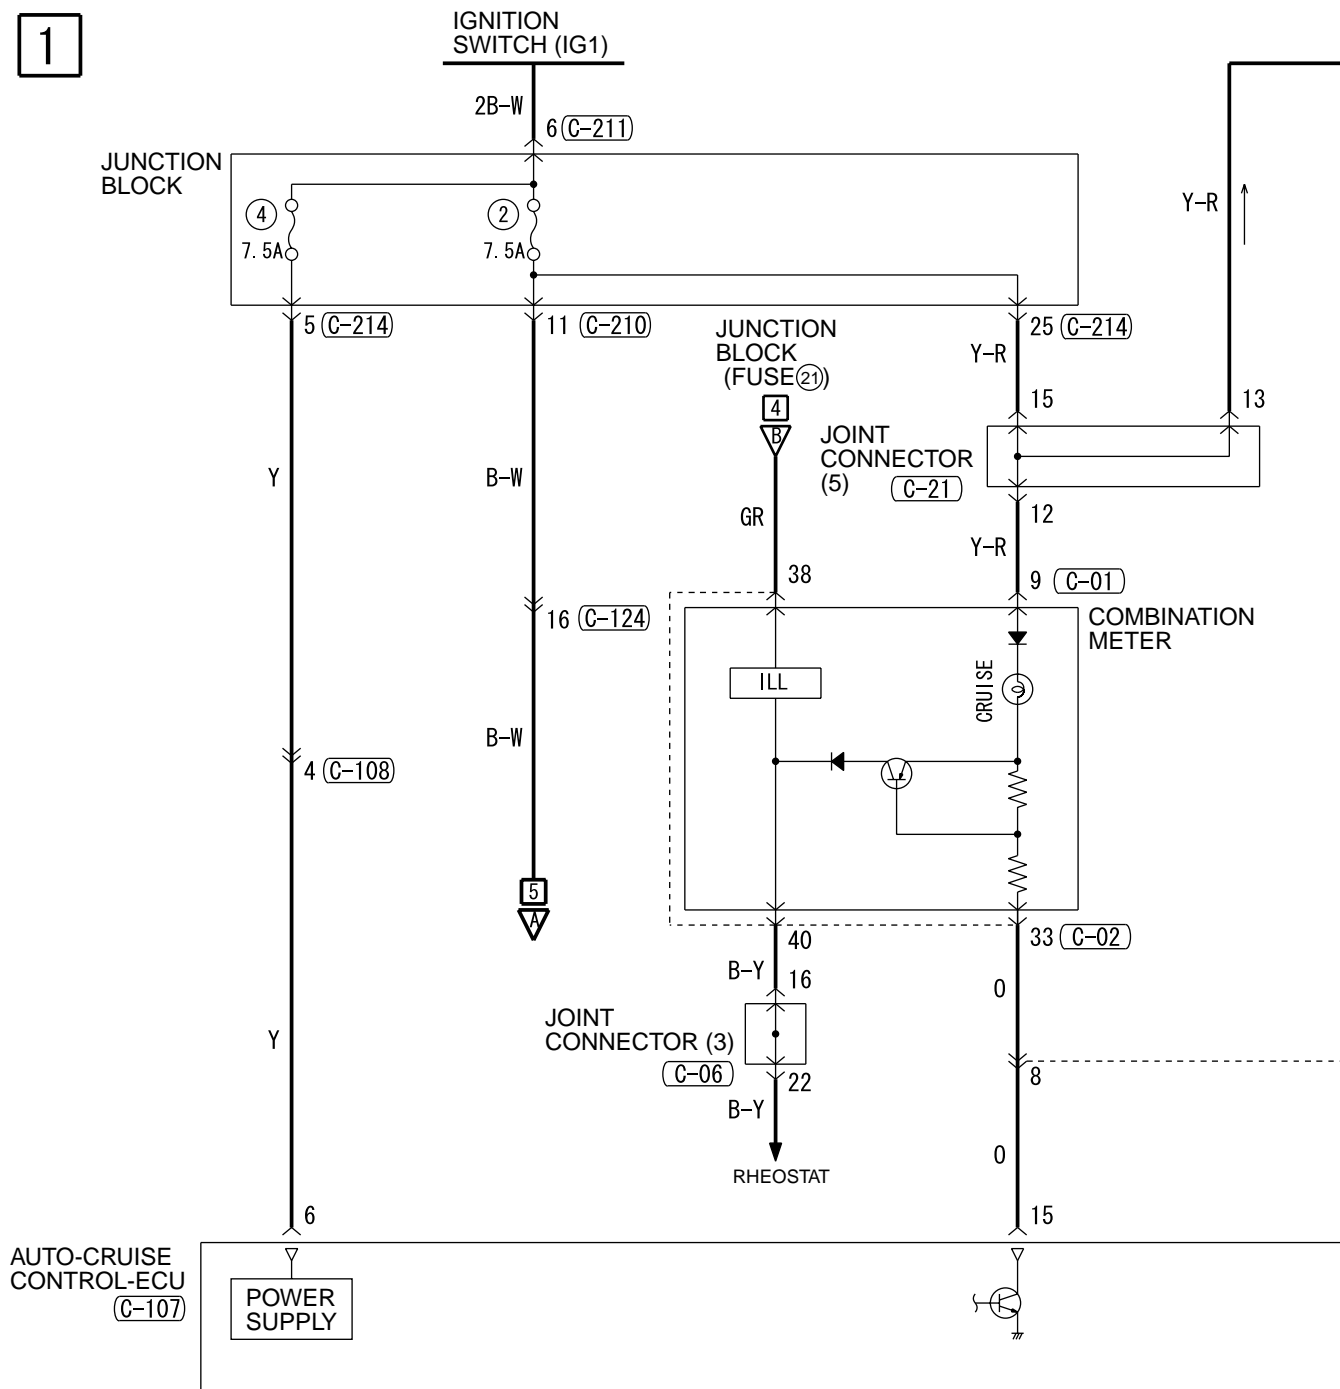 1
IGNITION
SWITCH (IG1)
2B-W
6 C-211
JUNCTION
BLOCK
4
7.5A
2
7.5A
Y-R
5 C-214
11 C-210
25 C-214
JUNCTION
BLOCK
(FUSE 21)
4
B
Y-R
15
13
JOINT
CONNECTOR
(5)
C-21
Y
B-W
GR
12
Y-R
38
9 C-01
16 C-124
COMBINATION
METER
ILL
CRUISE
B-W
4 C-108
5
A
40
33 C-02
B-Y
16
O
JOINT
CONNECTOR (3)
C-06
Y
22
8
B-Y
O
RHEOSTAT
6
15
AUTO-CRUISE
CONTROL-ECU
C-107
POWER
SUPPLY